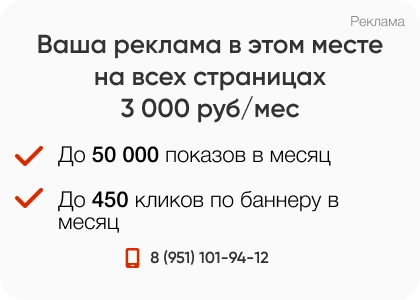 Реклама
Ваша реклама в этом месте
на всех страницах
3 000 руб/мес
До 50 000 показов в месяц
До 450 кликов по баннеру в
месяц
8 (951) 101-94-12